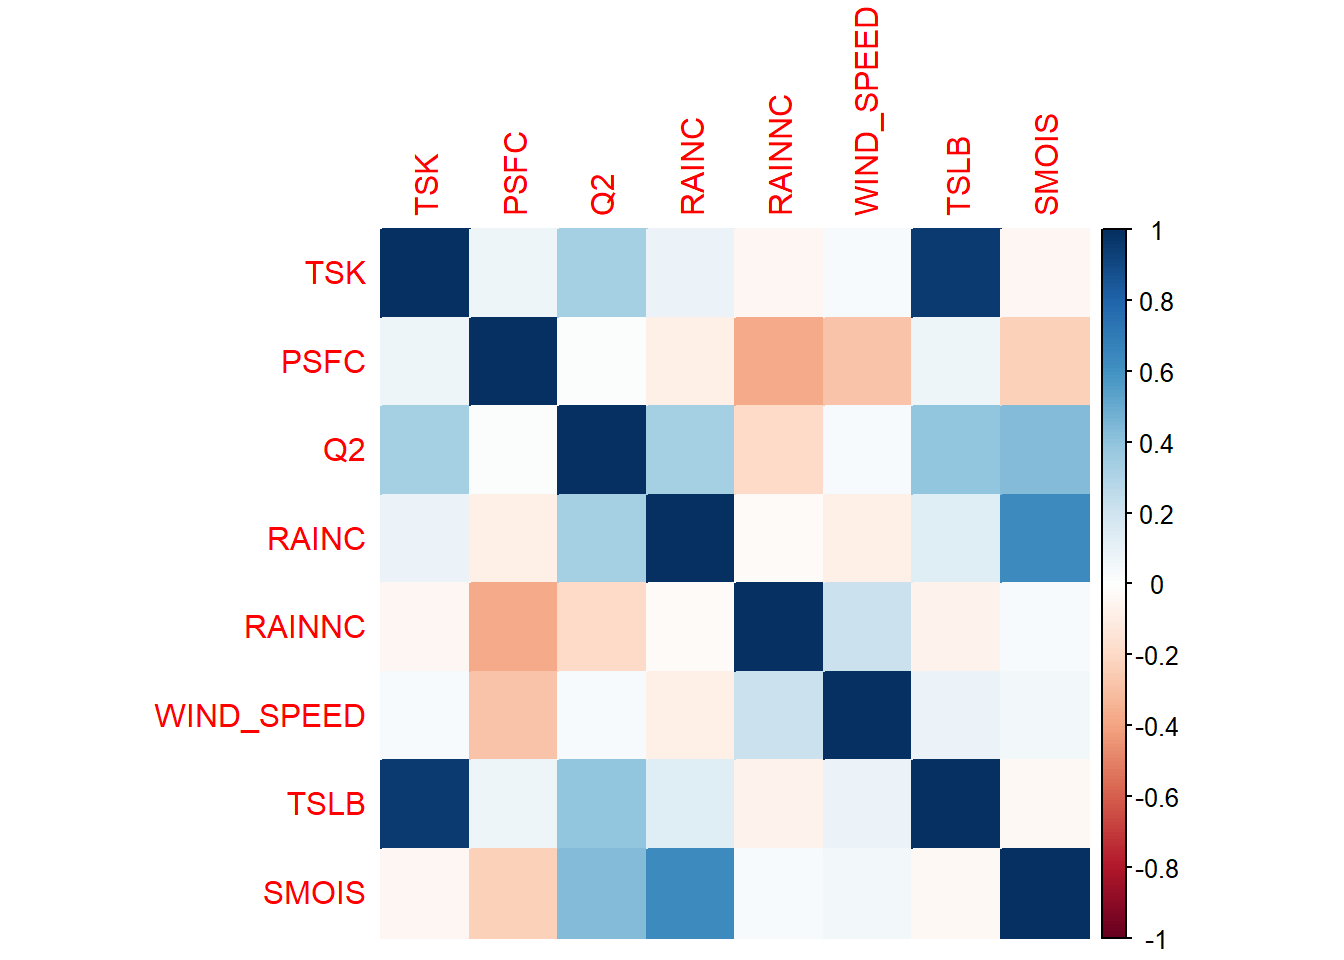 TSK
PSFC
Q2
RAINC
RAINNC
WIND_SPEED
TSLB
SMOIS
TSK
PSFC
Q2
RAINC
RAINNC
WIND_SPEED
TSLB
SMOIS
1
0.8
0.6
0.4
0.2
0
-0.2
-0.4
-0.6
-0.8
-1